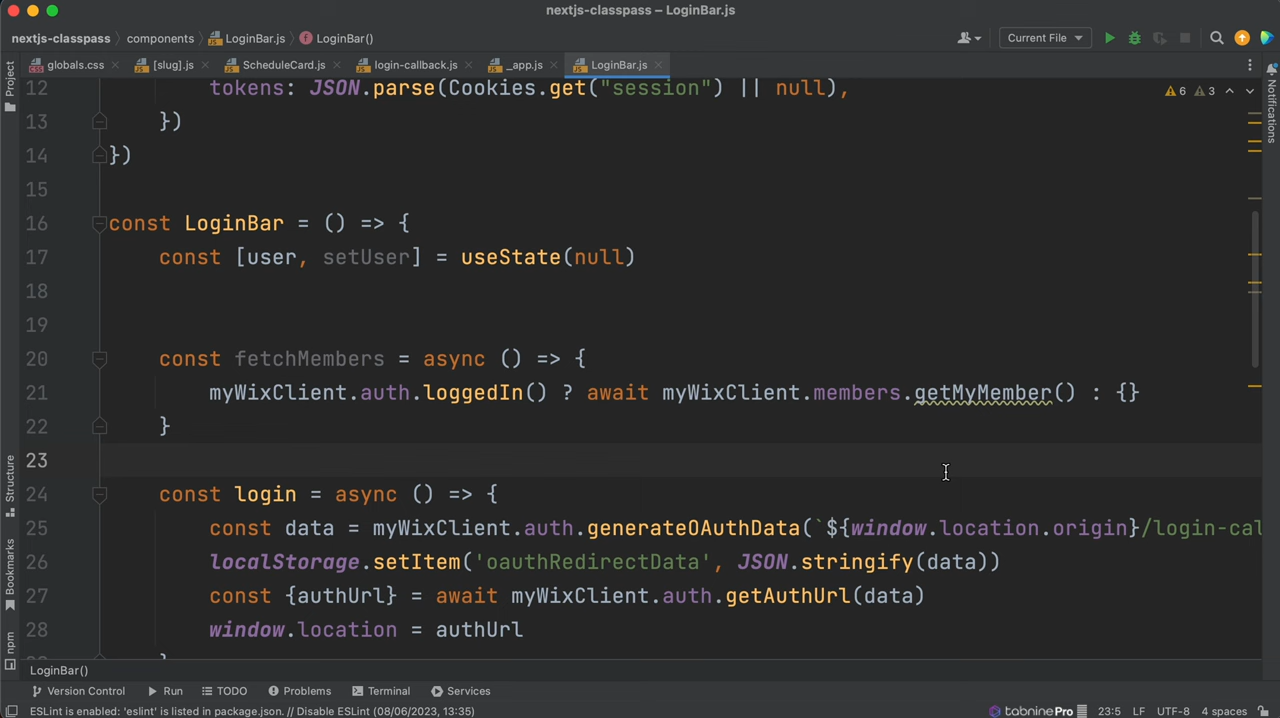 nextjs-classpass – LoginBar.js
nextjs-classpass components LoginBar.js LoginBar() Current File
Project globals.css [slug].js ScheduleCard.js login-callback.js _app.js LoginBar.js
Notifications
12 tokens: JSON.parse(Cookies.get("session") || null), 6 3
13 })
14 })
15
16 const LoginBar = () => {
17 const [user, setUser] = useState(null)
18
19
20 const fetchMembers = async () => {
21 myWixClient.auth.loggedIn() ? await myWixClient.members.getMyMember() : {}
22 }
23
24 const login = async () => {
25 const data = myWixClient.auth.generateOAuthData(`${window.location.origin}/login-cal
26 localStorage.setItem('oauthRedirectData', JSON.stringify(data))
27 const {authUrl} = await myWixClient.auth.getAuthUrl(data)
28 window.location = authUrl
Structure
Bookmarks
npm
LoginBar()
Version Control Run TODO Problems Terminal Services
ESLint is enabled: 'eslint' is listed in package.json. // Disable ESLint (08/06/2023, 13:35) tabninePro 23:5 LF UTF-8 4 spaces